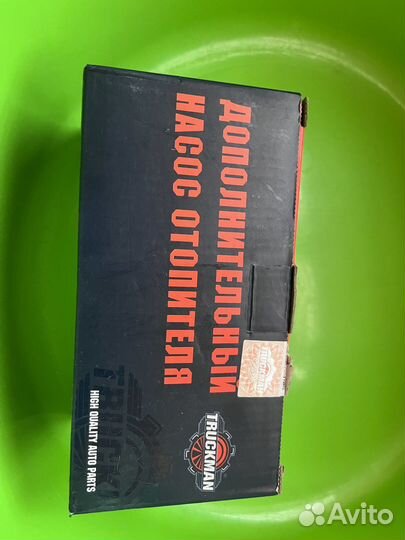 ДОПОЛНИТЕЛЬНЫЙ
НАСОС ОТОПИТЕЛЯ
TRUCKMAN
HIGH QUALITY AUTO PARTS
Avito